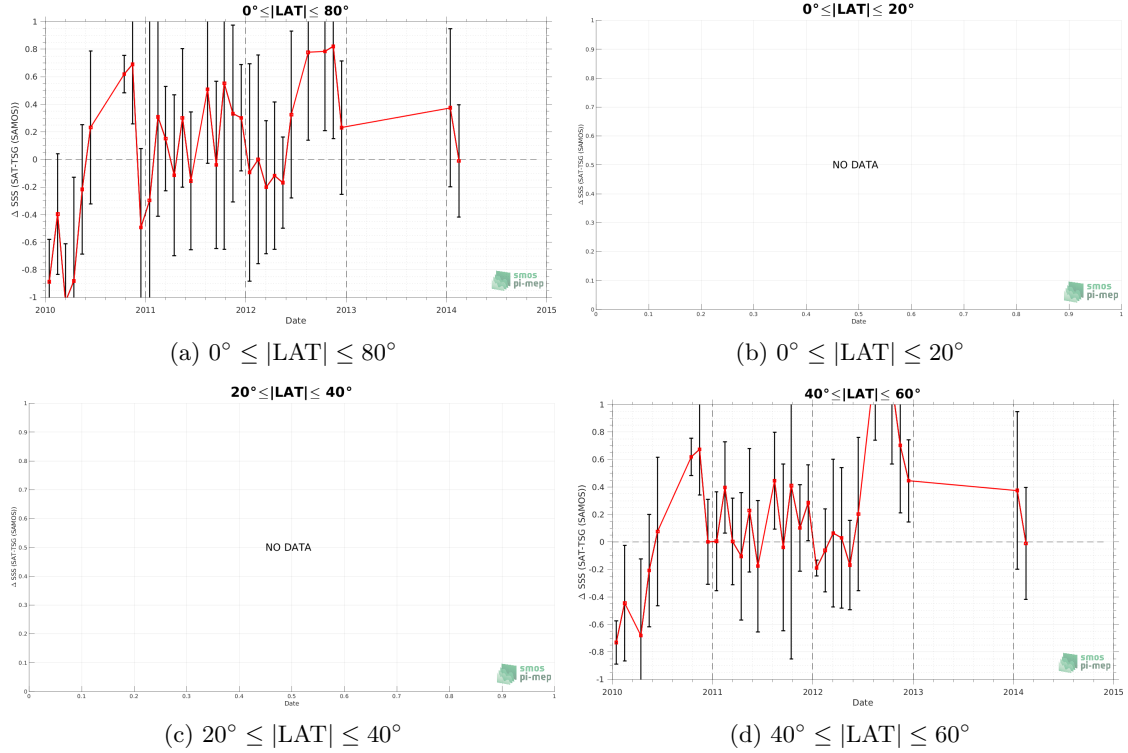 0°≤|LAT|≤ 80°
Δ SSS (SAT-TSG (SAMOS))
1
0.8
0.6
0.4
0.2
0
-0.2
-0.4
-0.6
-0.8
-1
2010 2011 2012 2013 2014 2015
Date
smos
pi-mep
(a) 0° ≤ |LAT| ≤ 80°
0°≤|LAT|≤ 20°
Δ SSS (SAT-TSG (SAMOS))
1
0.9
0.8
0.7
0.6
0.5
0.4
0.3
0.2
0.1
0
NO DATA
0 0.1 0.2 0.3 0.4 0.5 0.6 0.7 0.8 0.9 1
Date
smos
pi-mep
(b) 0° ≤ |LAT| ≤ 20°
20°≤|LAT|≤ 40°
Δ SSS (SAT-TSG (SAMOS))
1
0.9
0.8
0.7
0.6
0.5
0.4
0.3
0.2
0.1
0
NO DATA
0 0.1 0.2 0.3 0.4 0.5 0.6 0.7 0.8 0.9 1
Date
smos
pi-mep
(c) 20° ≤ |LAT| ≤ 40°
40°≤|LAT|≤ 60°
Δ SSS (SAT-TSG (SAMOS))
1
0.8
0.6
0.4
0.2
0
-0.2
-0.4
-0.6
-0.8
-1
2010 2011 2012 2013 2014 2015
Date
smos
pi-mep
(d) 40° ≤ |LAT| ≤ 60°